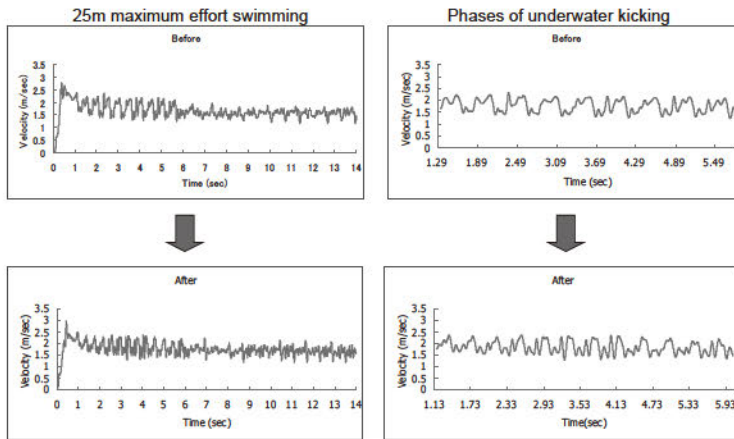 25m maximum effort swimming
Before
Velocity (m/sec)
3.5
3
2.5
2
1.5
1
0.5
0
0 1 2 3 4 5 6 7 8 9 10 11 12 13 14
Time (sec)
Phases of underwater kicking
Before
Velocity (m/sec)
3.5
3
2.5
2
1.5
1
0.5
0
1.29 1.89 2.49 3.09 3.69 4.29 4.89 5.49
Time (sec)
After
Velocity (m/sec)
3.5
3
2.5
2
1.5
1
0.5
0
0 1 2 3 4 5 6 7 8 9 10 11 12 13 14
Time (sec)
After
Velocity (m/sec)
3.5
3
2.5
2
1.5
1
0.5
0
1.13 1.73 2.33 2.93 3.53 4.13 4.73 5.33 5.93
Time(sec)